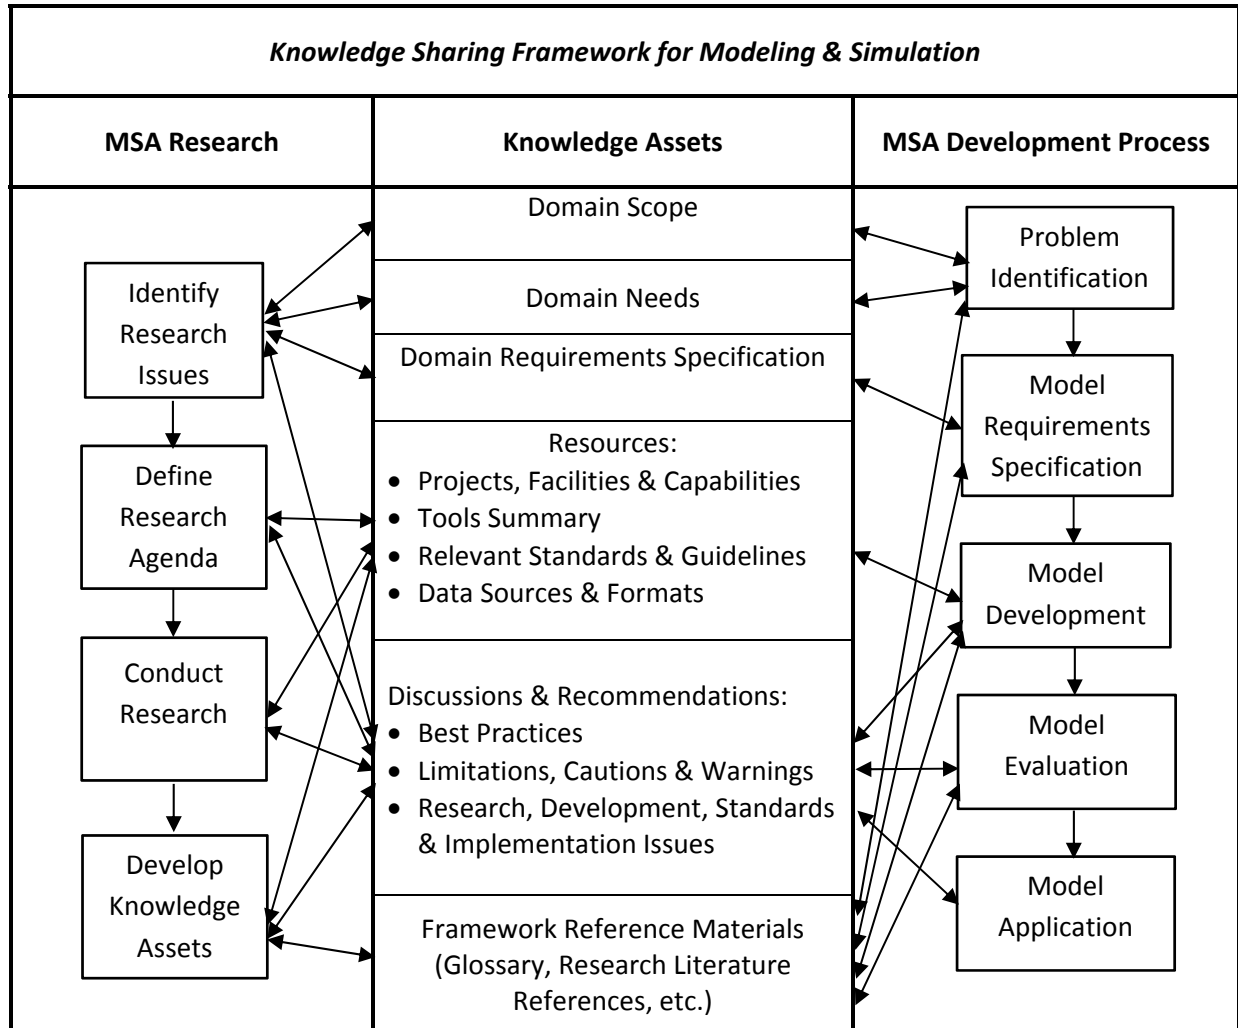 Knowledge Sharing Framework for Modeling & Simulation
MSA Research
Knowledge Assets
MSA Development Process
Identify
Research
Issues
Define
Research
Agenda
Conduct
Research
Develop
Knowledge
Assets
Domain Scope
Domain Needs
Domain Requirements Specification
Resources:
• Projects, Facilities & Capabilities
• Tools Summary
• Relevant Standards & Guidelines
• Data Sources & Formats
Discussions & Recommendations:
• Best Practices
• Limitations, Cautions & Warnings
• Research, Development, Standards
& Implementation Issues
Framework Reference Materials
(Glossary, Research Literature
References, etc.)
Problem
Identification
Model
Requirements
Specification
Model
Development
Model
Evaluation
Model
Application